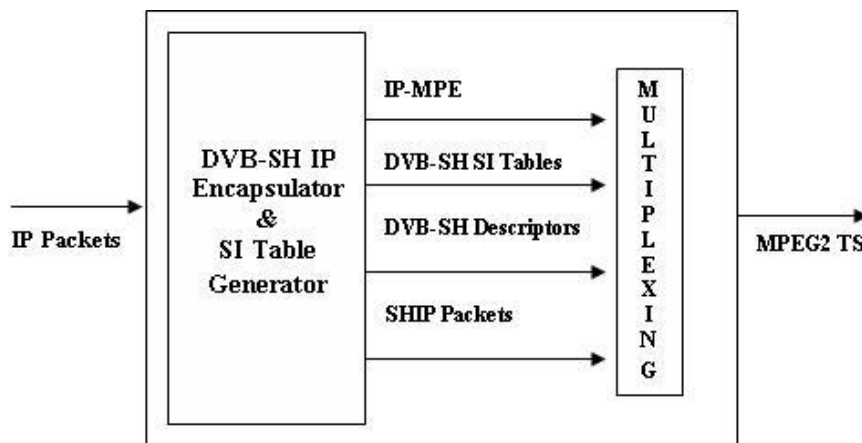 IP Packets
DVB-SH IP
Encapsulator
&
SI Table
Generator
IP-MPE
DVB-SH SI Tables
DVB-SH Descriptors
SHIP Packets
MULTIPLEXING
MPEG2 TS